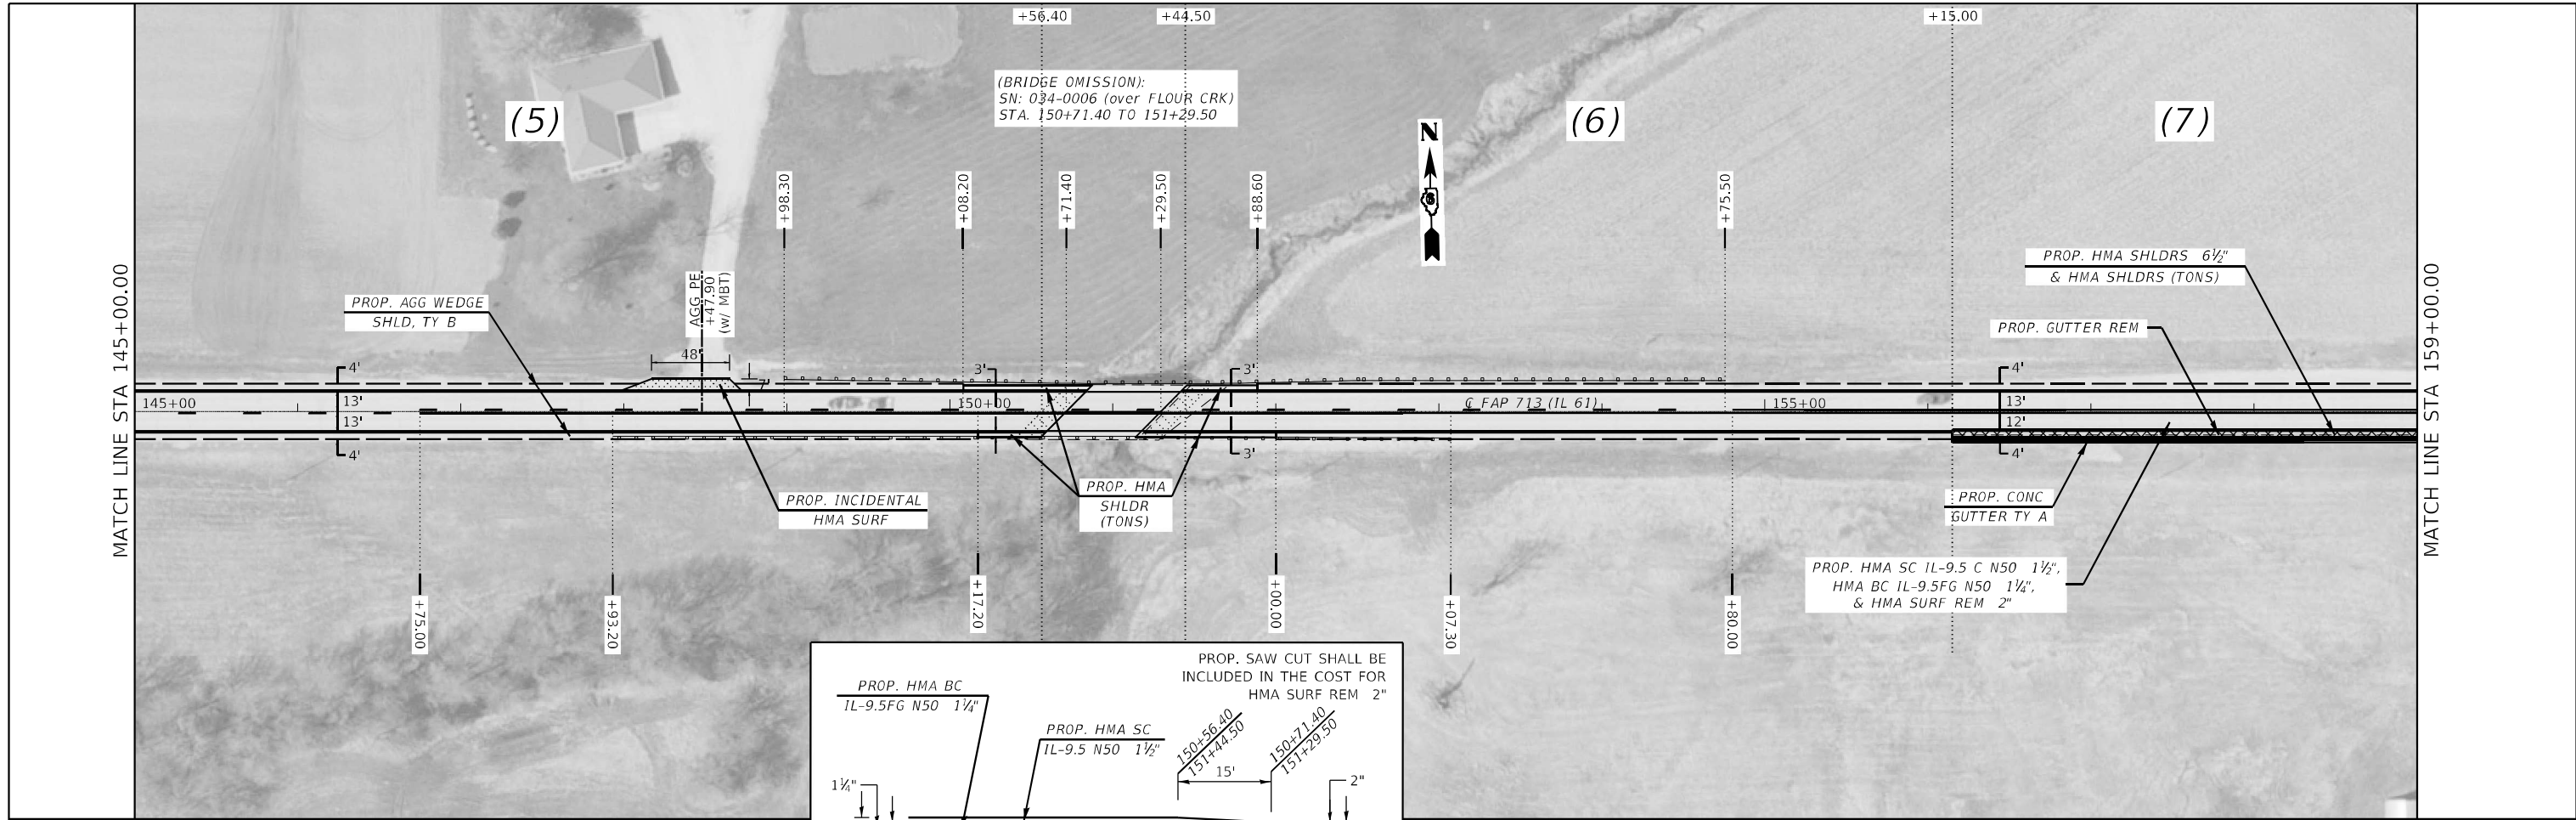 +56.40
+44.50
+15.00
(BRIDGE OMISSION):
SN: 034-0006 (over FLOUR CRK)
STA. 150+71.40 TO 151+29.50
(5)
(6)
(7)
N
+98.30
+08.20
+71.40
+29.50
+88.60
+75.50
MATCH LINE STA 145+00.00
MATCH LINE STA 159+00.00
AGG PE
+47.90
(w/ MBT)
PROP. AGG WEDGE
SHLD, TY B
PROP. HMA SHLDRS 6½"
& HMA SHLDRS (TONS)
PROP. GUTTER REM
48'
7'
4'
3'
3'
4'
145+00
13'
150+00
℄ FAP 713 (IL 61)
155+00
13'
13'
12'
4'
3'
4'
PROP. INCIDENTAL
HMA SURF
PROP. HMA
SHLDR
(TONS)
PROP. CONC
GUTTER TY A
PROP. HMA SC IL-9.5 C N50 1½",
HMA BC IL-9.5FG N50 1¼",
& HMA SURF REM 2"
+75.00
+93.20
+17.20
+00.00
+07.30
+80.00
PROP. SAW CUT SHALL BE
INCLUDED IN THE COST FOR
HMA SURF REM 2"
PROP. HMA BC
IL-9.5FG N50 1¼"
PROP. HMA SC
IL-9.5 N50 1½"
150+56.40
151+44.50
150+71.40
151+29.50
15'
1¼"
2"